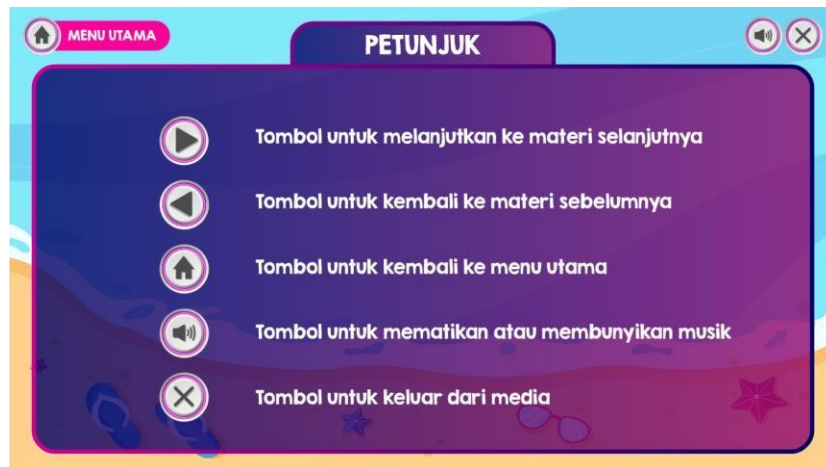 MENU UTAMA
PETUNJUK
Tombol untuk melanjutkan ke materi selanjutnya
Tombol untuk kembali ke materi sebelumnya
Tombol untuk kembali ke menu utama
Tombol untuk mematikan atau membunyikan musik
Tombol untuk keluar dari media